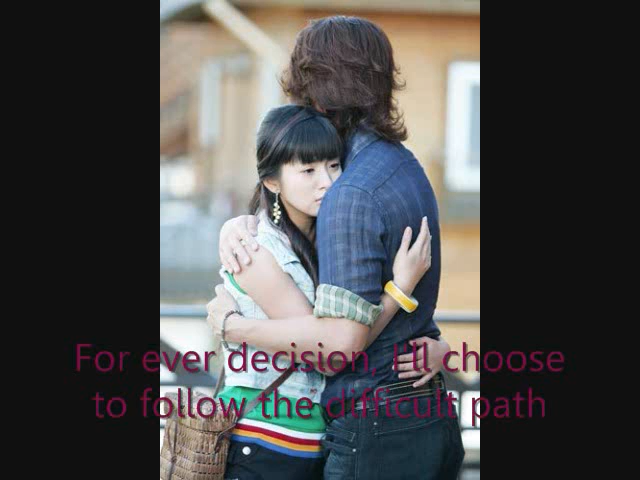 For ever decision, I'll choose
to follow the difficult path